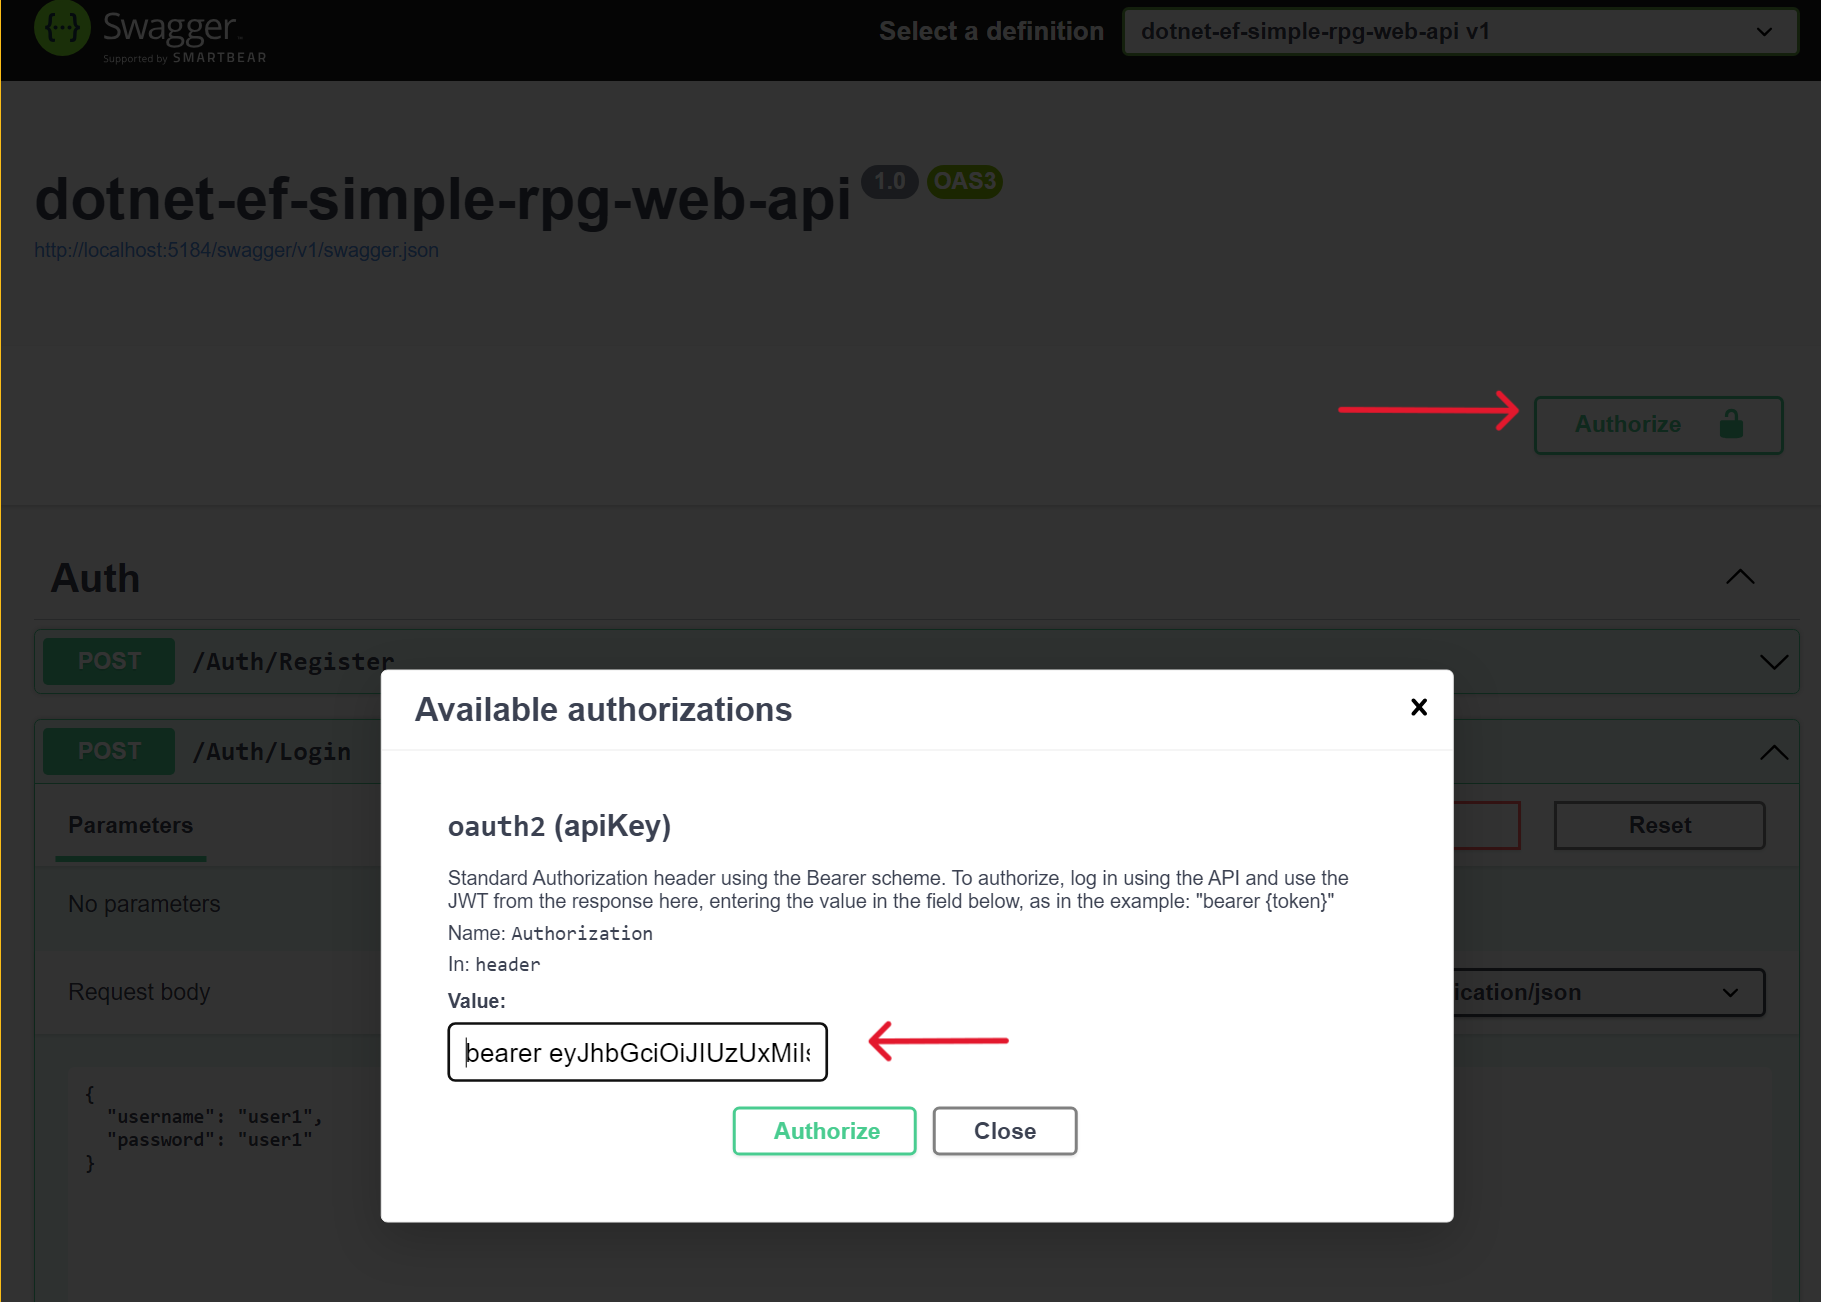 Swagger
Supported by SMARTBEAR
Select a definition
dotnet-ef-simple-rpg-web-api v1
dotnet-ef-simple-rpg-web-api 1.0 OAS3
http://localhost:5184/swagger/v1/swagger.json
Authorize
Auth
POST /Auth/Register
POST /Auth/Login
Parameters
Reset
No parameters
Request body
ication/json
{
"username": "user1",
"password": "user1"
}
Available authorizations
oauth2 (apiKey)
Standard Authorization header using the Bearer scheme. To authorize, log in using the API and use the
JWT from the response here, entering the value in the field below, as in the example: "bearer {token}"
Name: Authorization
In: header
Value:
bearer eyJhbGciOiJIUzUxMiIs
Authorize
Close